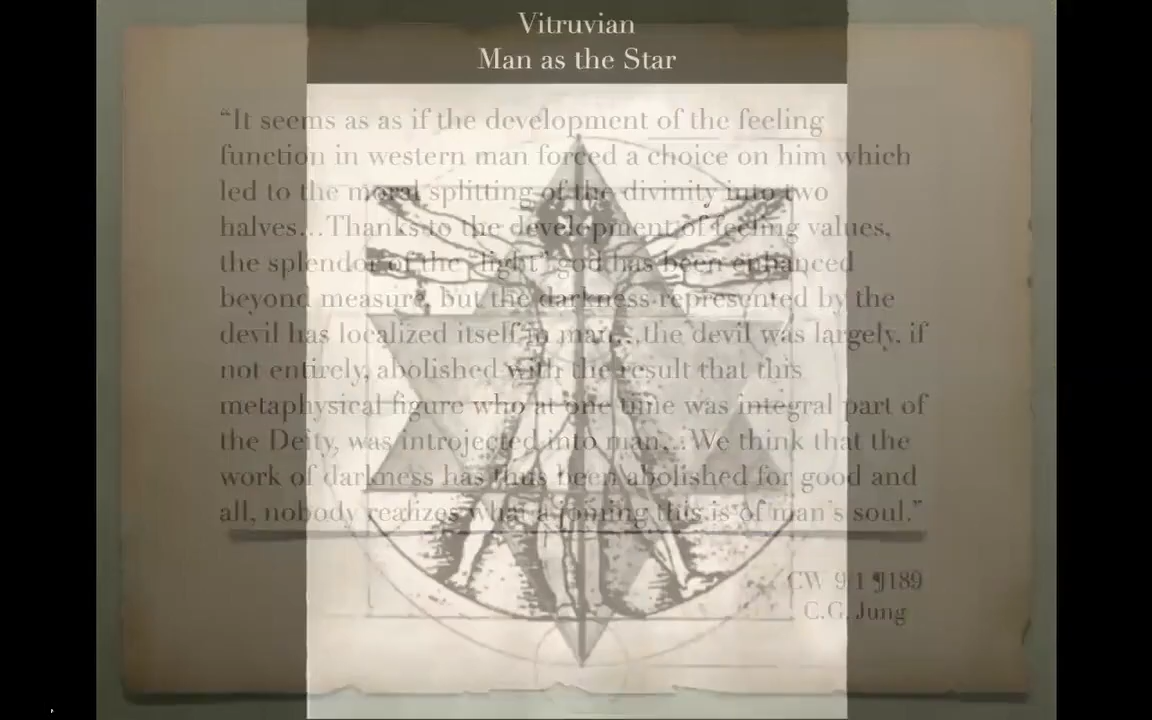 Vitruvian
Man as the Star
“It seems as as if the development of the feeling
function in western man forced a choice on him which
led to the moral splitting of the divinity into two
halves...Thanks to the development of feeling values,
the splendor of the “light” god has been enhanced
beyond measure, but the darkness represented by the
devil has localized itself in man...the devil was largely, if
not entirely, abolished with the result that this
metaphysical figure who at one time was integral part of
the Deity, was introjected into man...We think that the
work of darkness has thus been abolished for good and
all, nobody realizes what a this is of man’s soul.”
CW 9/1 ¶189
C.G. Jung